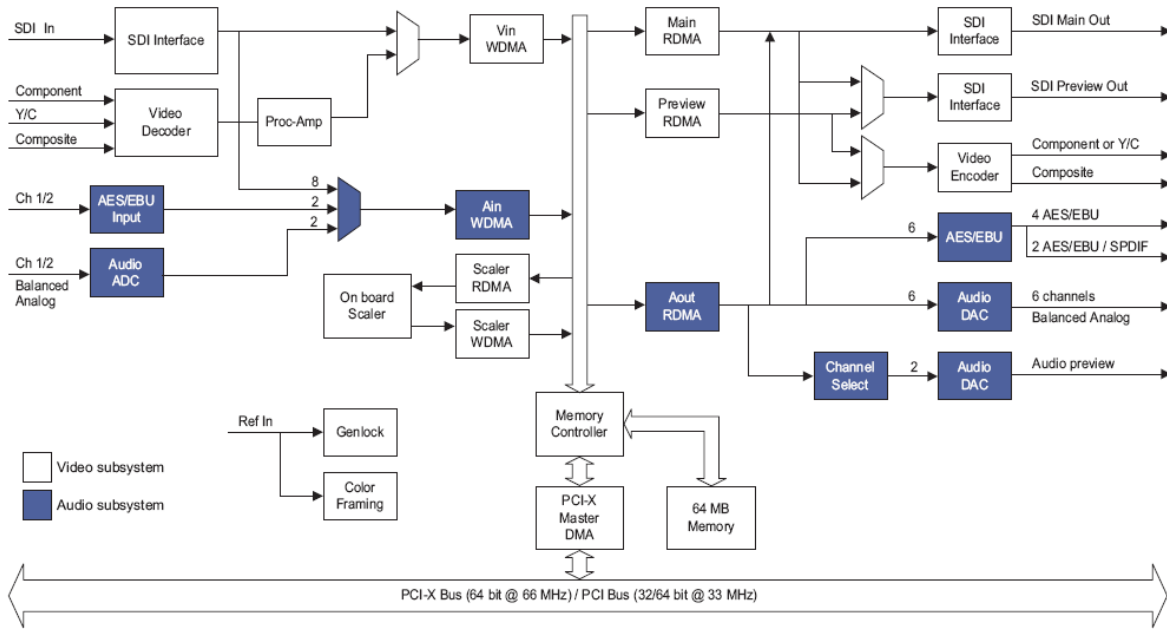 SDI In
SDI Interface
Vin
WDMA
Main
RDMA
SDI
Interface
SDI Main Out
Component
Y/C
Composite
Video
Decoder
Proc-Amp
Preview
RDMA
SDI
Interface
SDI Preview Out
Video
Encoder
Component or Y/C
Composite
Ch 1/2
AES/EBU
Input
8
2
2
Ain
WDMA
6
AES/EBU
4 AES/EBU
2 AES/EBU / SPDIF
Ch 1/2
Balanced
Analog
Audio
ADC
On board
Scaler
Scaler
RDMA
Scaler
WDMA
Aout
RDMA
6
Audio
DAC
6 channels
Balanced Analog
Channel
Select
2
Audio
DAC
Audio preview
Ref In
Genlock
Color
Framing
Memory
Controller
Video subsystem
Audio subsystem
PCI-X
Master
DMA
64 MB
Memory
PCI-X Bus (64 bit @ 66 MHz) / PCI Bus (32/64 bit @ 33 MHz)